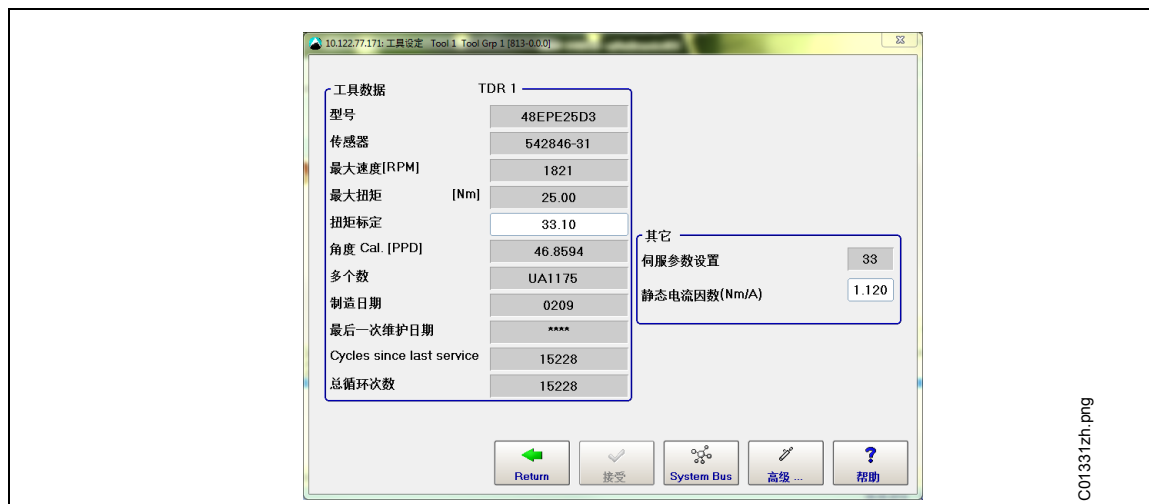 10.122.77.171: 工具设定 Tool 1 Tool Grp 1 [813-0.0.0]
工具数据 TDR 1
型号 48EPE25D3
传感器 542846-31
最大速度[RPM] 1821
最大扭矩 [Nm] 25.00
扭矩标定 33.10
角度 Cal. [PPD] 46.8594
多个数 UA1175
制造日期 0209
最后一次维护日期 ****
Cycles since last service 15228
总循环次数 15228
其它
伺服参数设置 33
静态电流因数(Nm/A) 1.120
Return 接受 System Bus 高级 ... 帮助
C01331zh.png